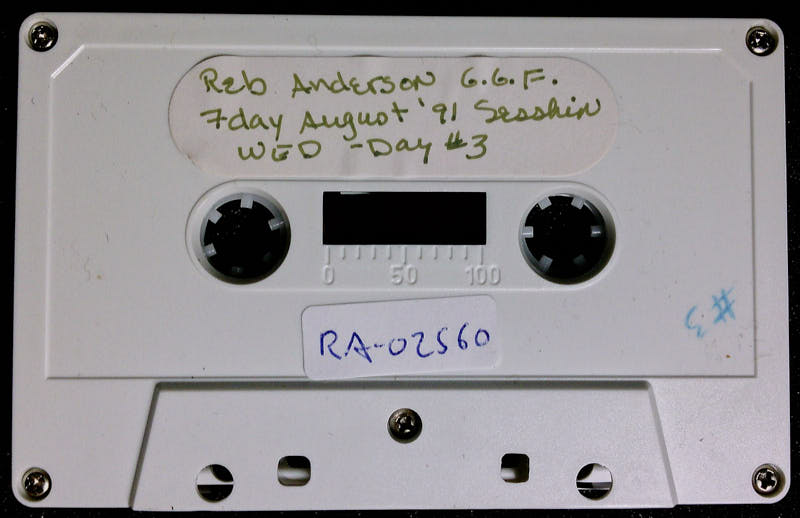 Reb Anderson G.G.F.
7day August '91 Sesshin
WED - Day #3
0 50 100
RA-02560
#3